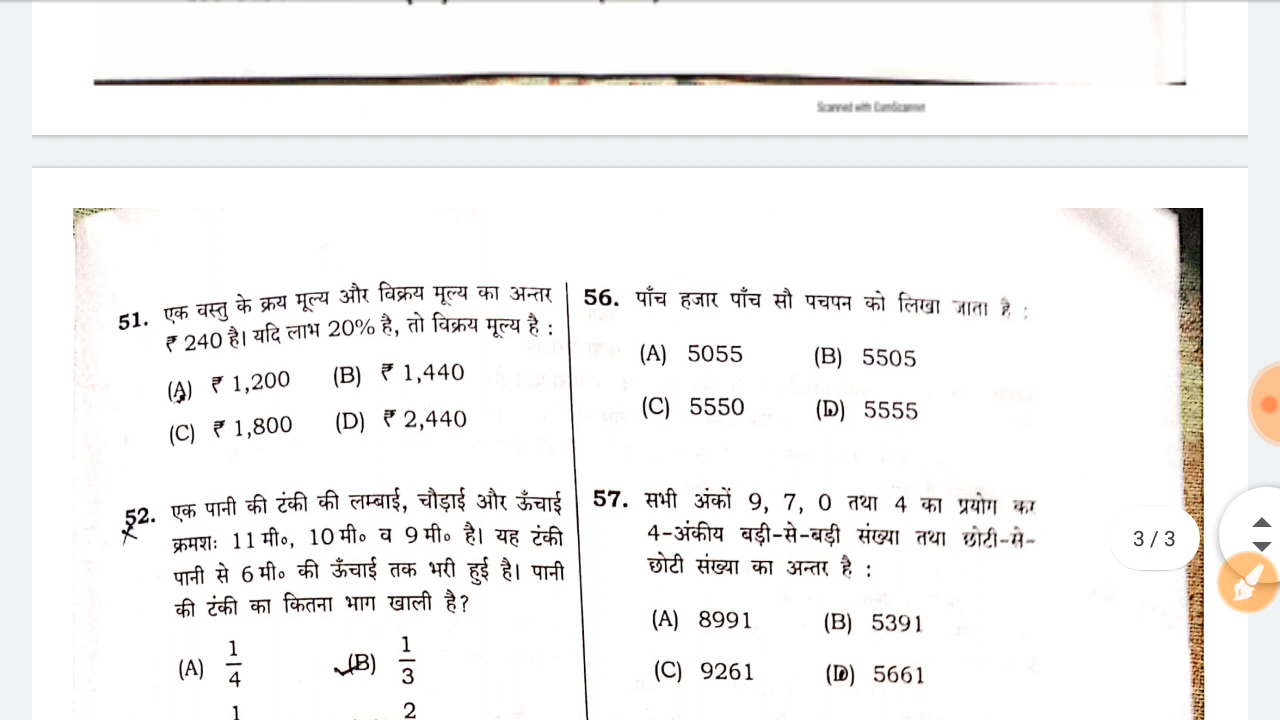 Scanned with CamScanner
51. एक वस्तु के क्रय मूल्य और विक्रय मूल्य का अन्तर
₹ 240 है। यदि लाभ 20% है, तो विक्रय मूल्य है :
(A) ₹ 1,200 (B) ₹ 1,440
(C) ₹ 1,800 (D) ₹ 2,440
52. एक पानी की टंकी की लम्बाई, चौड़ाई और ऊँचाई
क्रमशः 11 मी०, 10 मी० व 9 मी० है। यह टंकी
पानी से 6 मी० की ऊँचाई तक भरी हुई है। पानी
की टंकी का कितना भाग खाली है?
(A) 1/4 (B) 1/3
1 2
56. पाँच हजार पाँच सौ पचपन को लिखा जाता है :
(A) 5055 (B) 5505
(C) 5550 (D) 5555
57. सभी अंकों 9, 7, 0 तथा 4 का प्रयोग कर
4-अंकीय बड़ी-से-बड़ी संख्या तथा छोटी-से-
छोटी संख्या का अन्तर है :
(A) 8991 (B) 5391
(C) 9261 (D) 5661
3 / 3